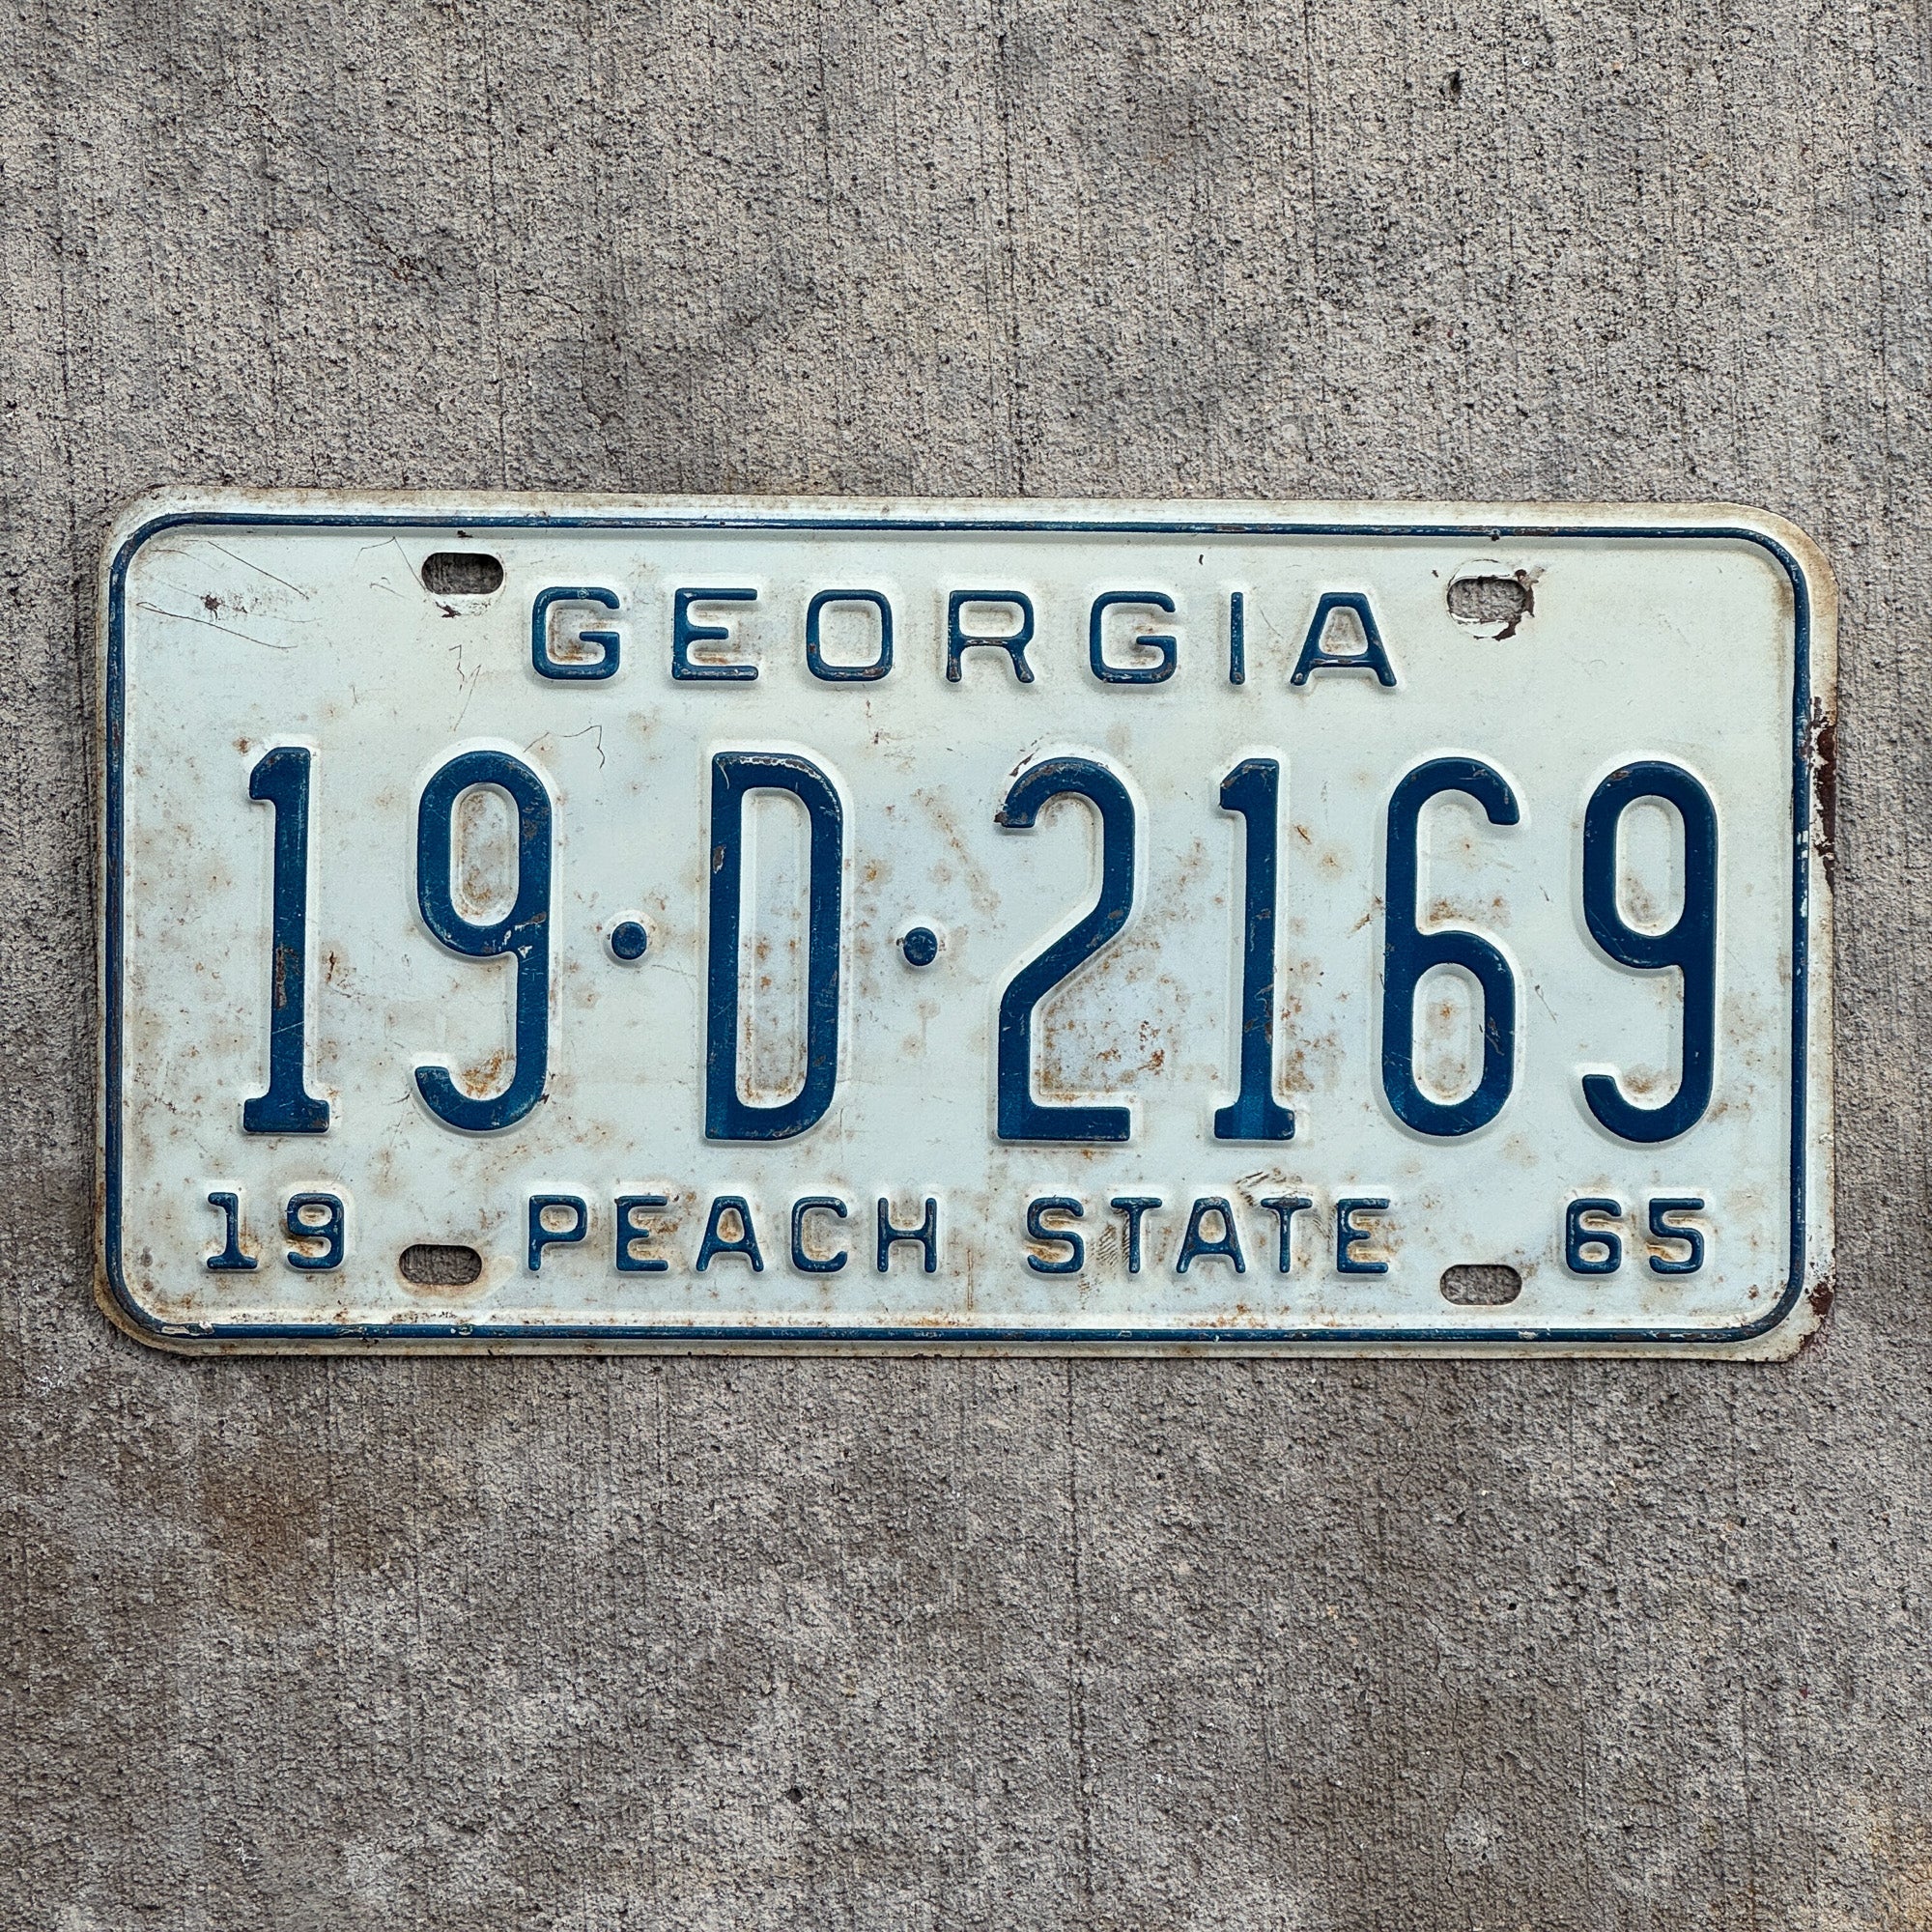 GEORGIA
19·D·2169
19 PEACH STATE 65